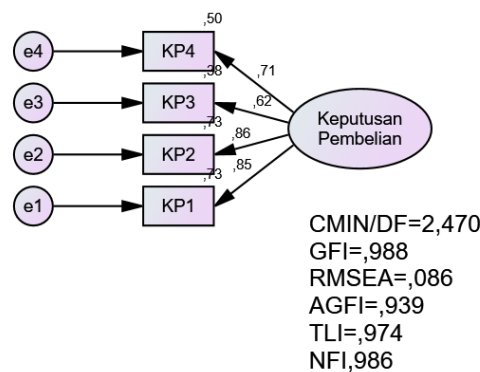 ,50
e4
KP4
,71
,38
e3
KP3
,62
Keputusan
Pembelian
,73
e2
KP2
,86
,73
,85
e1
KP1
CMIN/DF=2,470
GFI=,988
RMSEA=,086
AGFI=,939
TLI=,974
NFI,986